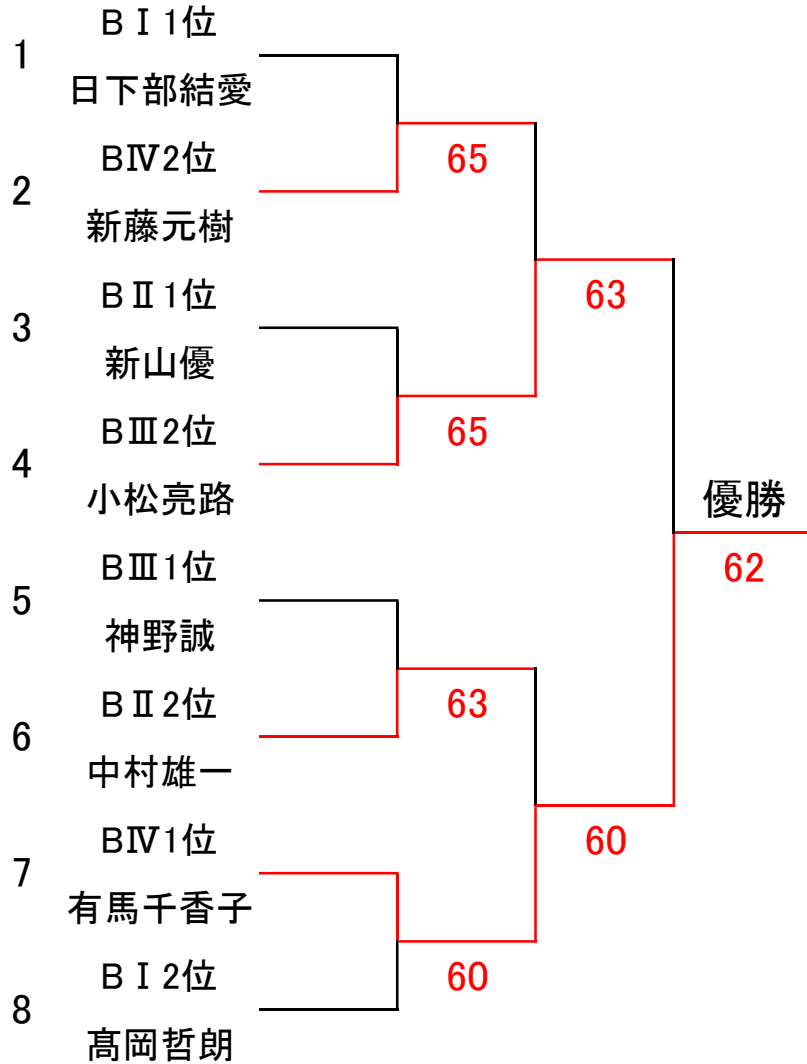 BⅠ1位
1
日下部結愛
BⅣ2位
65
2
新藤元樹
BⅡ1位
63
3
新山優
BⅢ2位
65
4
小松亮路
優勝
BⅢ1位
62
5
神野誠
BⅡ2位
63
6
中村雄一
BⅣ1位
60
7
有馬千香子
BⅠ2位
60
8
髙岡哲朗